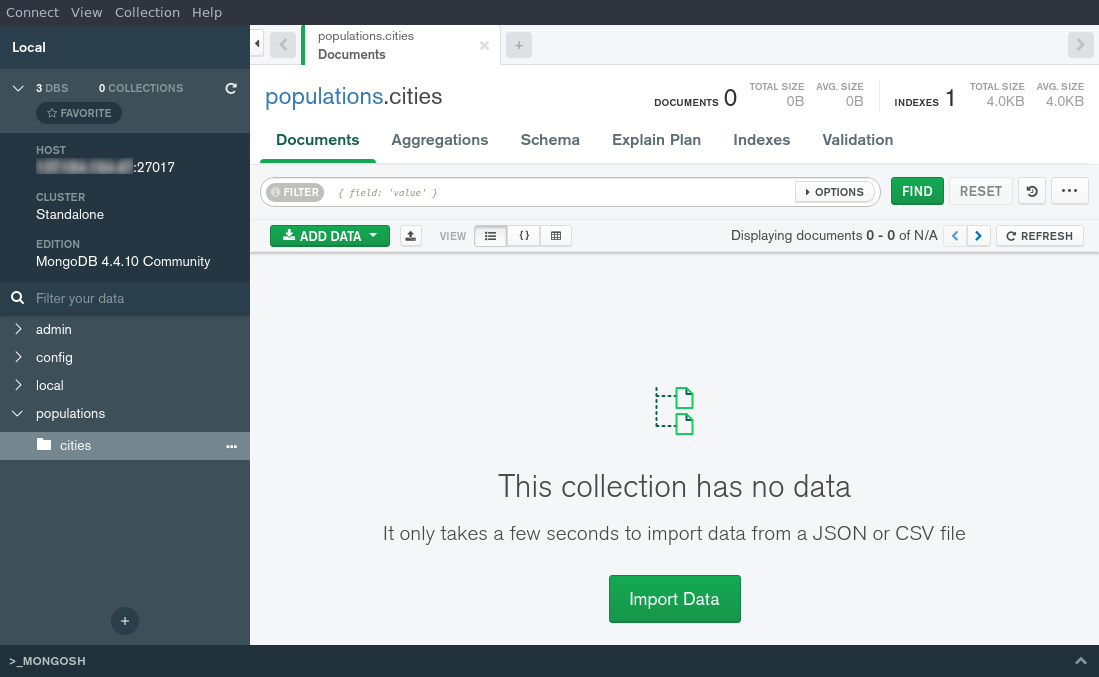 Connect View Collection Help
Local
3 DBS 0 COLLECTIONS
FAVORITE
HOST
:27017
CLUSTER
Standalone
EDITION
MongoDB 4.4.10 Community
Filter your data
admin
config
local
populations
cities
populations.cities
Documents
populations.cities
DOCUMENTS 0
TOTAL SIZE
0B
AVG. SIZE
0B
INDEXES 1
TOTAL SIZE
4.0KB
AVG. SIZE
4.0KB
Documents Aggregations Schema Explain Plan Indexes Validation
FILTER { field: 'value' } OPTIONS FIND RESET
ADD DATA VIEW {} Displaying documents 0 - 0 of N/A REFRESH
This collection has no data
It only takes a few seconds to import data from a JSON or CSV file
Import Data
>_MONGOSH